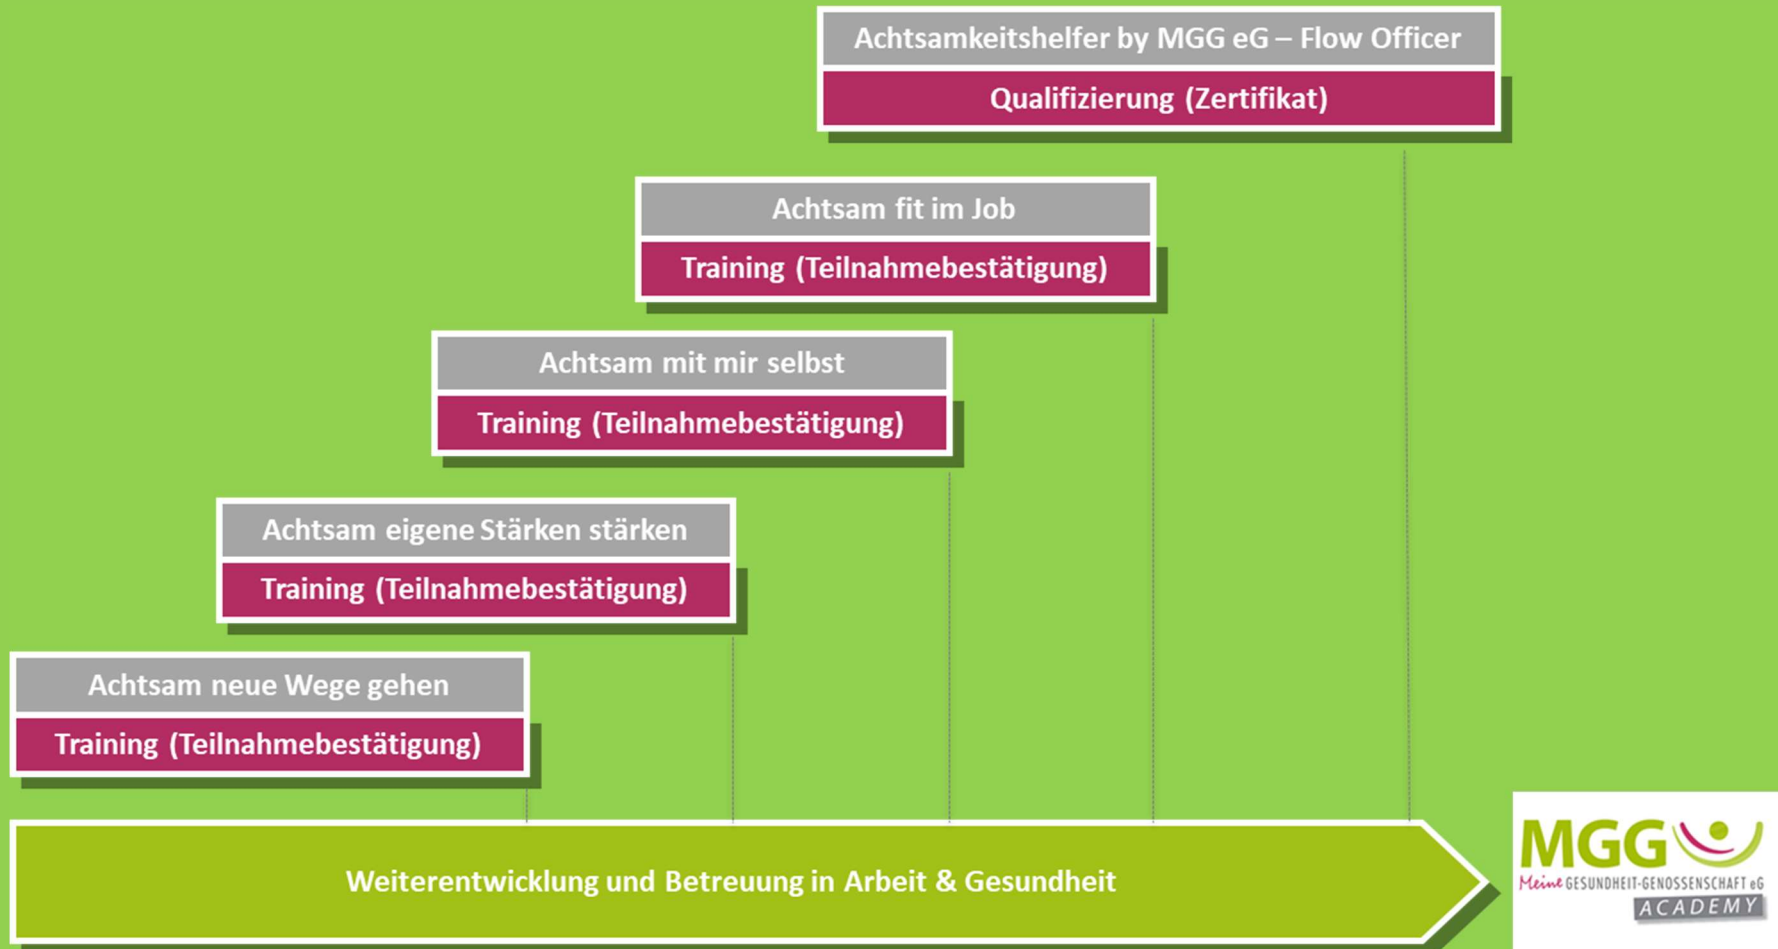 Achtsamkeitshelfer by MGG eG – Flow Officer
Qualifizierung (Zertifikat)
Achtsam fit im Job
Training (Teilnahmebestätigung)
Achtsam mit mir selbst
Training (Teilnahmebestätigung)
Achtsam eigene Stärken stärken
Training (Teilnahmebestätigung)
Achtsam neue Wege gehen
Training (Teilnahmebestätigung)
Weiterentwicklung und Betreuung in Arbeit & Gesundheit
MGG
Meine GESUNDHEIT-GENOSSENSCHAFT eG
ACADEMY